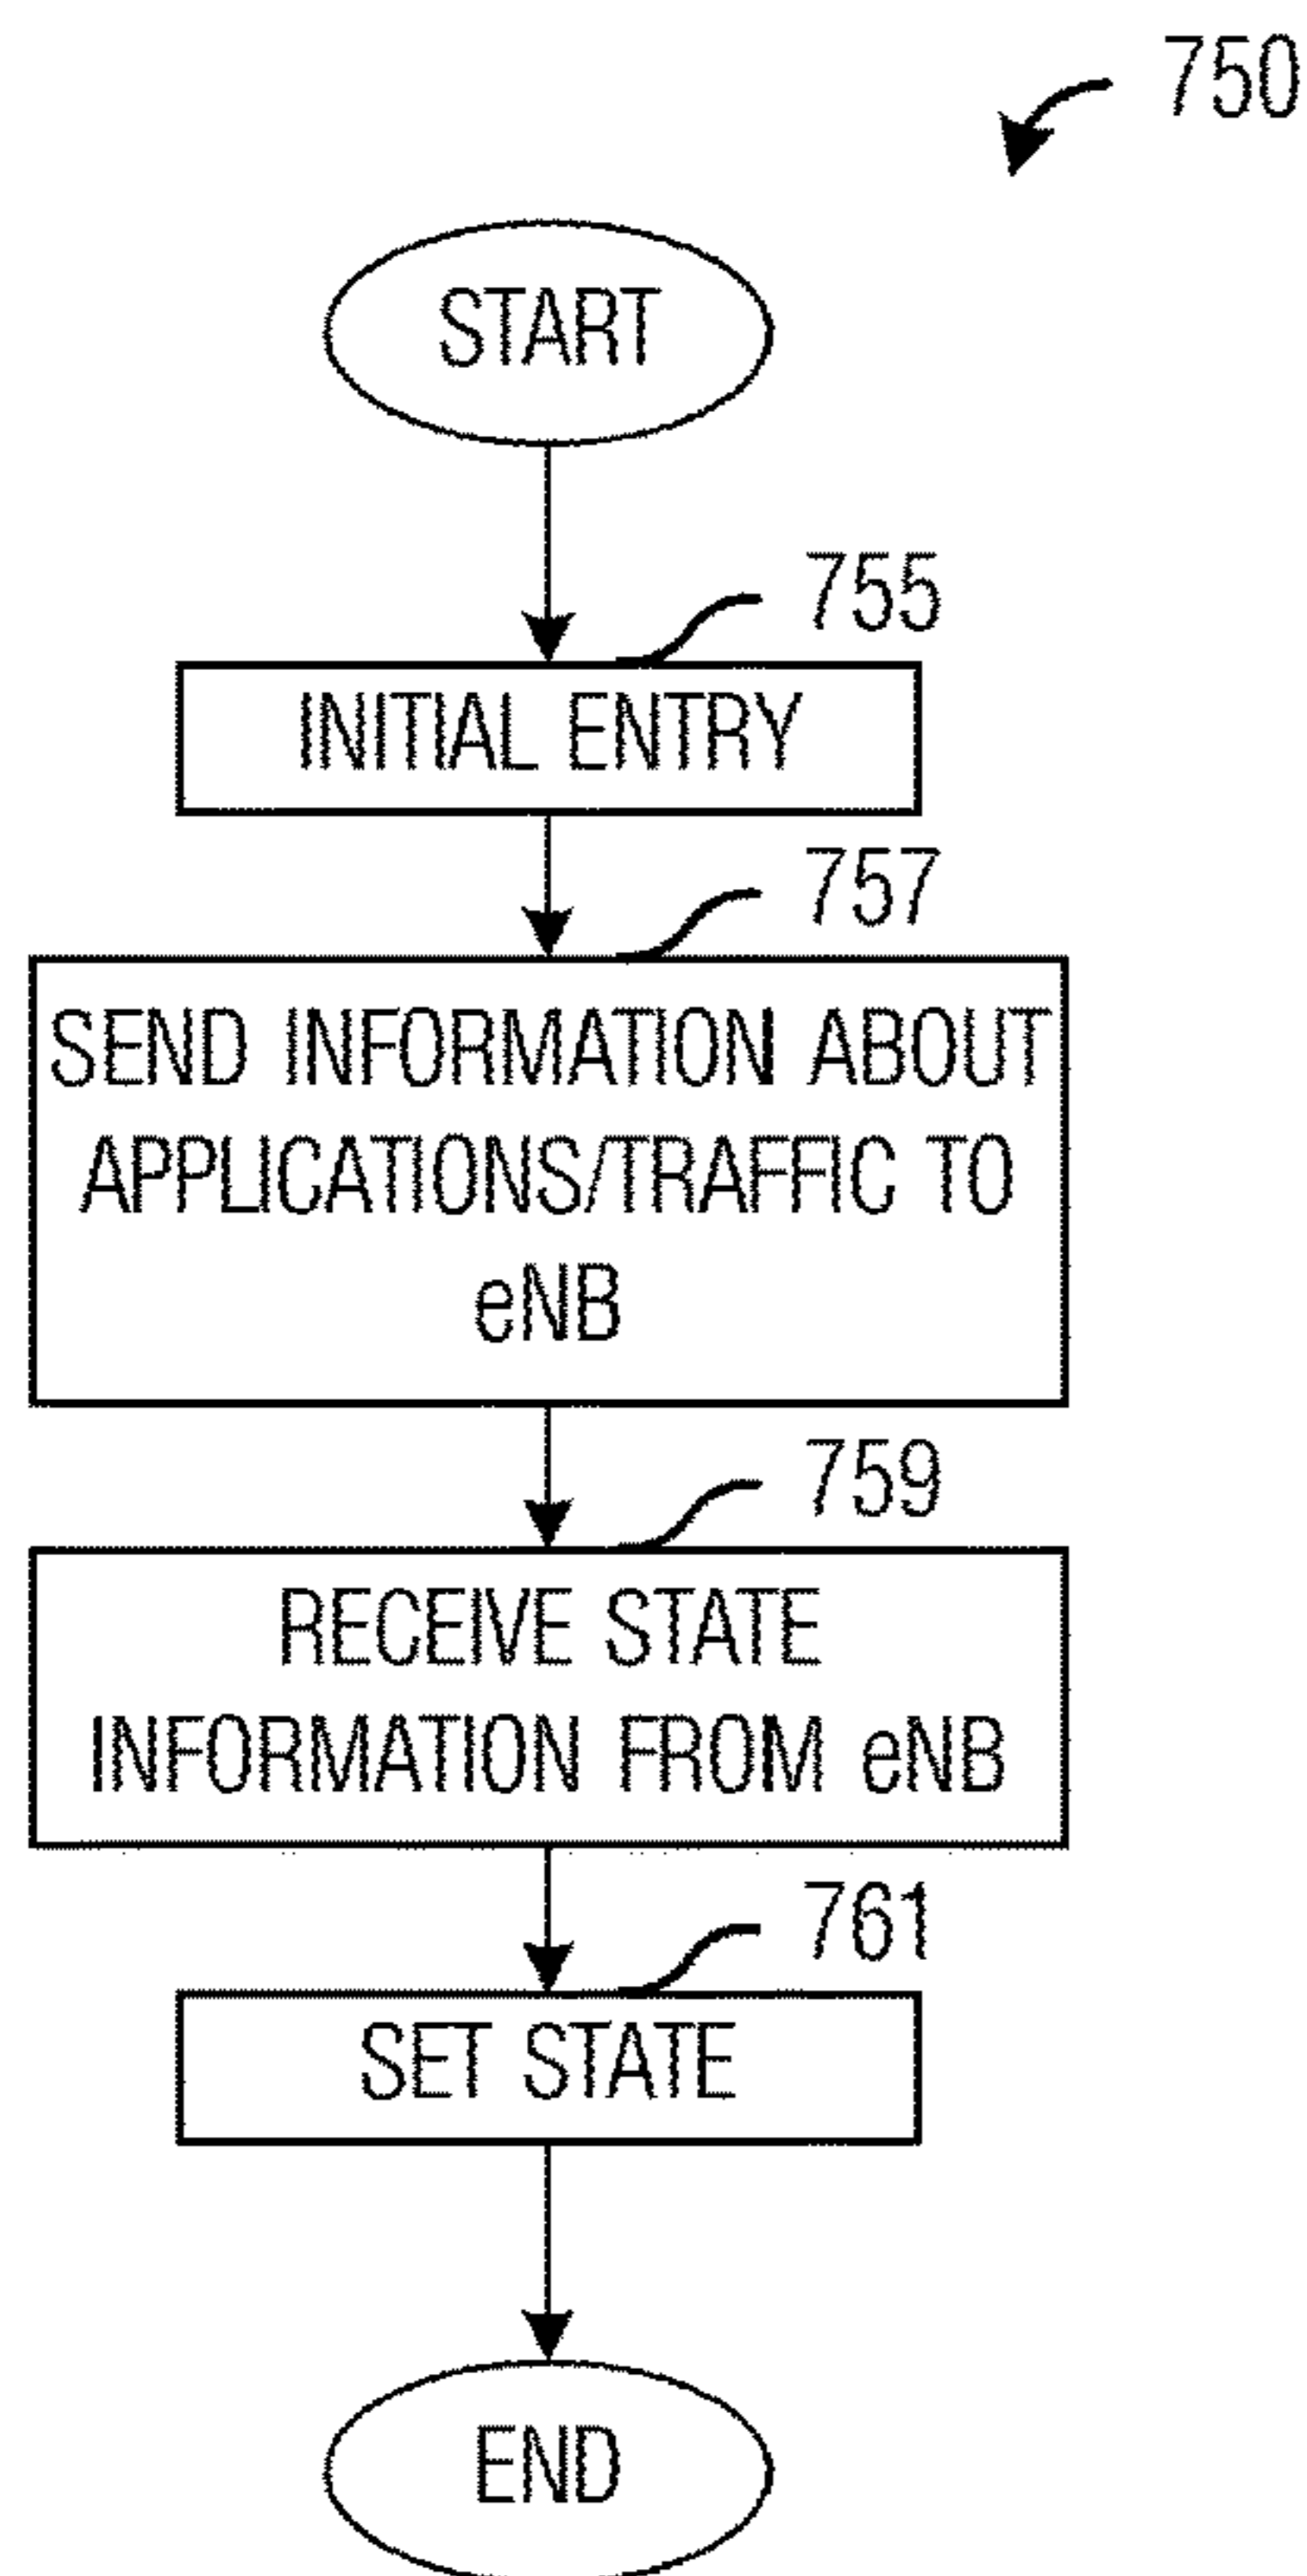 750
START
755
INITIAL ENTRY
757
SEND INFORMATION ABOUT
APPLICATIONS/TRAFFIC TO
eNB
759
RECEIVE STATE
INFORMATION FROM eNB
761
SET STATE
END